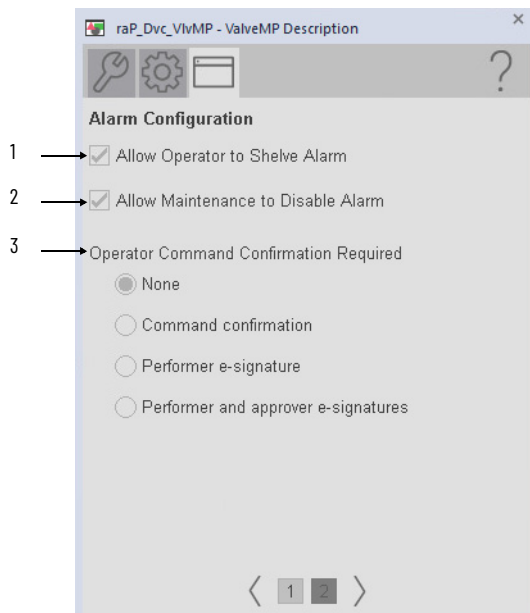 raP_Dvc_VlvMP - ValveMP Description
×
?
Alarm Configuration
1
Allow Operator to Shelve Alarm
2
Allow Maintenance to Disable Alarm
3
Operator Command Confirmation Required
None
Command confirmation
Performer e-signature
Performer and approver e-signatures
1 2